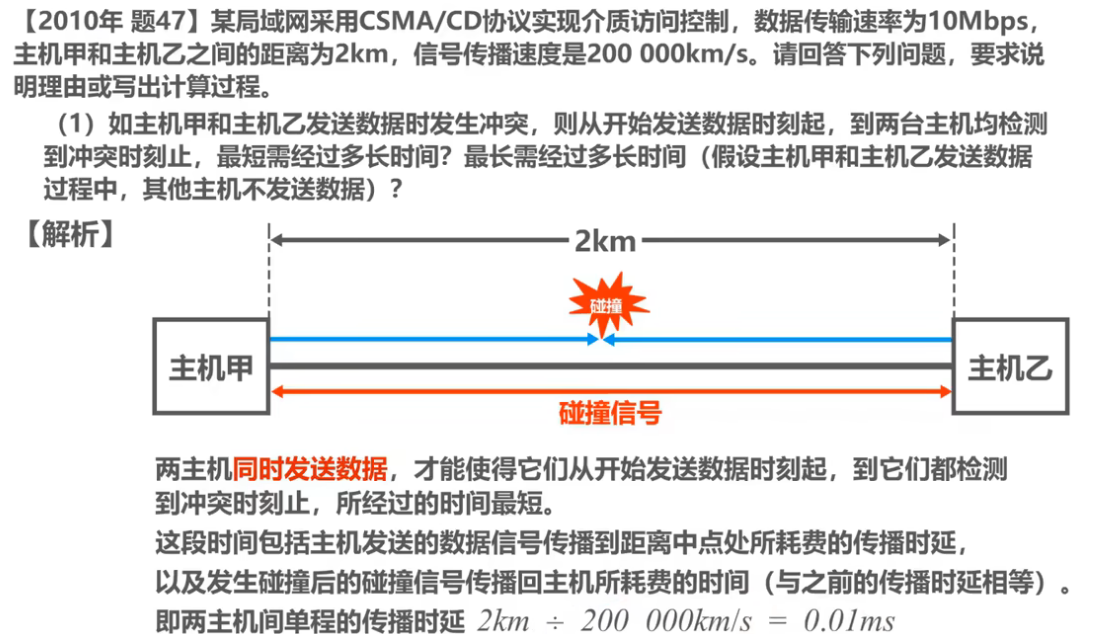 【2010年 题47】某局域网采用CSMA/CD协议实现介质访问控制，数据传输速率为10Mbps，
主机甲和主机乙之间的距离为2km，信号传播速度是200 000km/s。请回答下列问题，要求说
明理由或写出计算过程。
（1）如主机甲和主机乙发送数据时发生冲突，则从开始发送数据时刻起，到两台主机均检测
到冲突时刻止，最短需经过多长时间？最长需经过多长时间（假设主机甲和主机乙发送数据
过程中，其他主机不发送数据）？
【解析】
2km
碰撞
主机甲
主机乙
碰撞信号
两主机同时发送数据，才能使得它们从开始发送数据时刻起，到它们都检测
到冲突时刻止，所经过的时间最短。
这段时间包括主机发送的数据信号传播到距离中点处所耗费的传播时延，
以及发生碰撞后的碰撞信号传播回主机所耗费的时间（与之前的传播时延相等）。
即两主机间单程的传播时延 2km ÷ 200 000km/s = 0.01ms